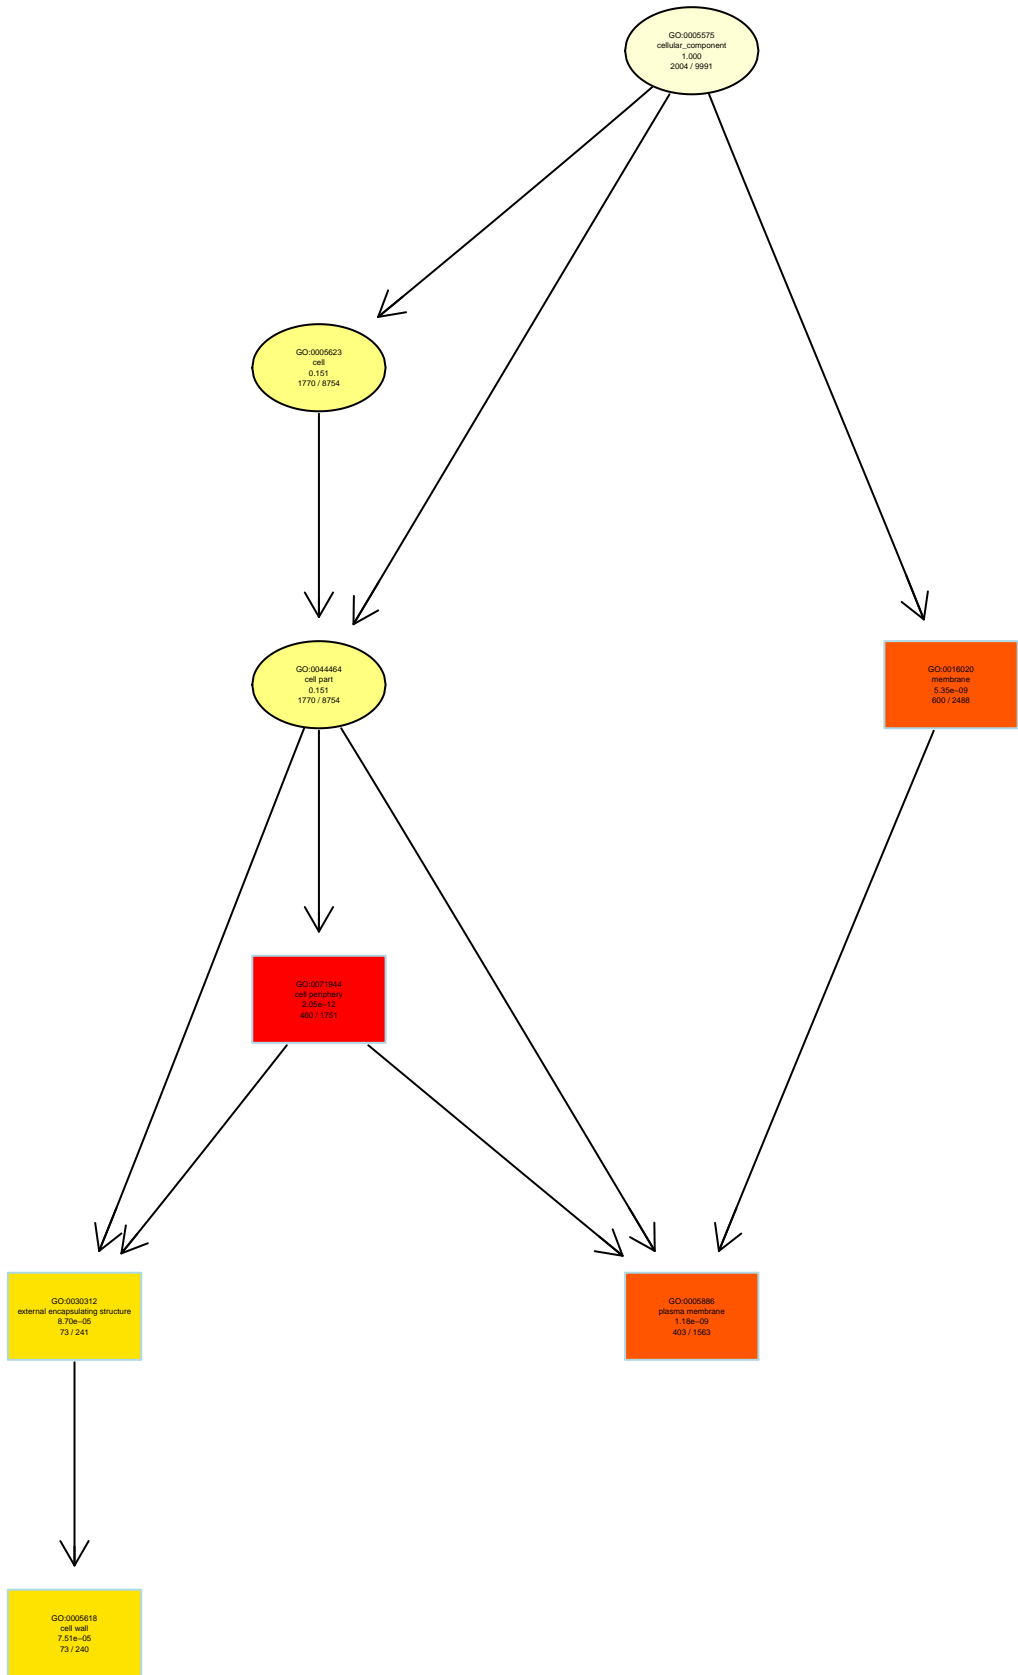 GO:0005575
cellular_component
1.000
2004 / 9991
GO:0005623
cell
0.151
1770 / 8754
GO:0044464
cell part
0.151
1770 / 8754
GO:0016020
membrane
5.35e−09
600 / 2488
GO:0071944
cell periphery
2.05e−12
460 / 1751
GO:0030312
external encapsulating structure
8.70e−05
73 / 241
GO:0005886
plasma membrane
1.18e−09
403 / 1563
GO:0005618
cell wall
7.51e−05
73 / 240